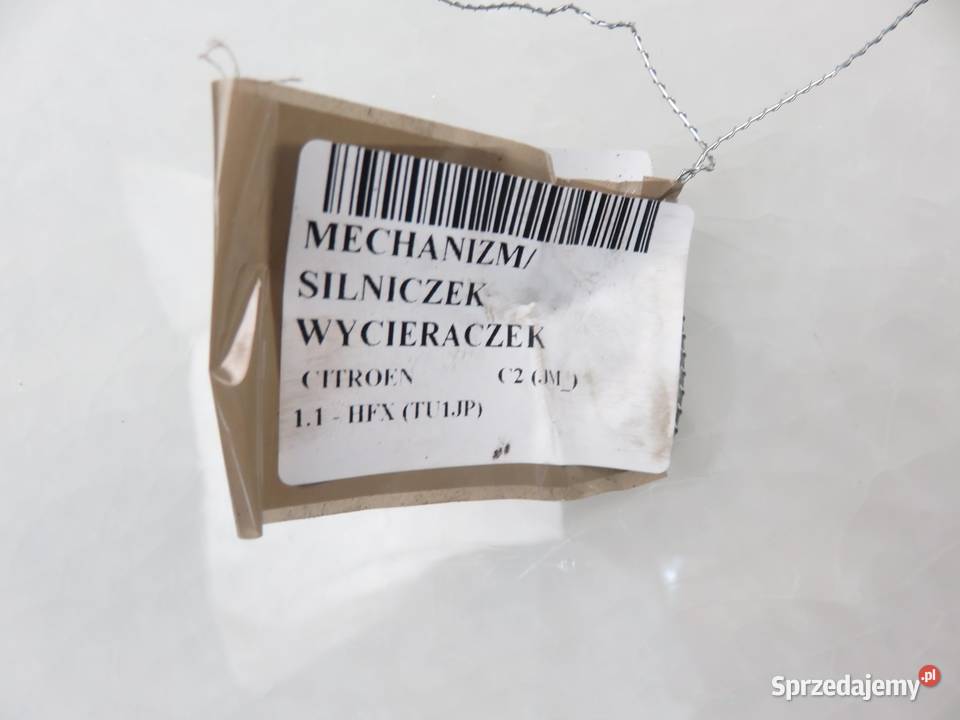 MECHANIZM/
SILNICZEK
WYCIERACZEK
CITROEN C2 (JM_)
1.1 - HFX (TU1JP)
Sprzedajemy.pl